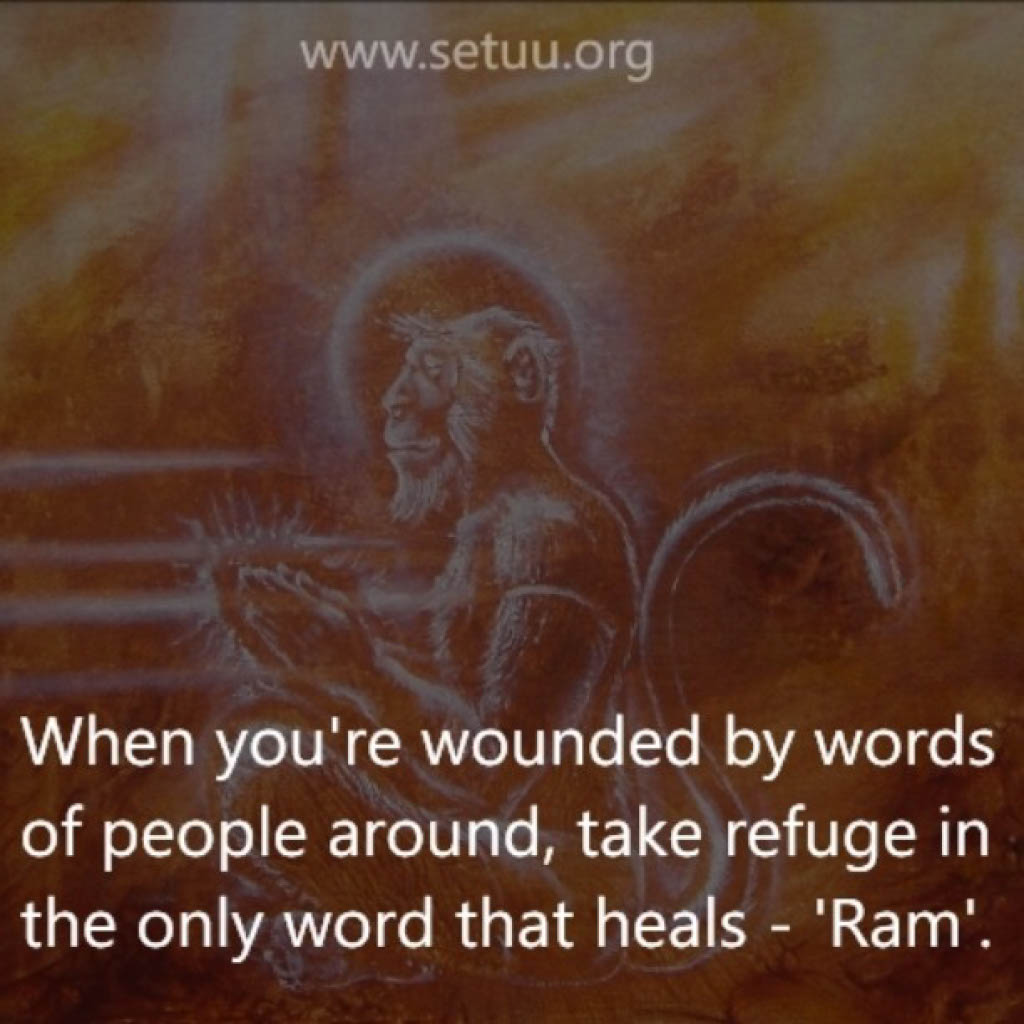 www.setuu.org
When you're wounded by words
of people around, take refuge in
the only word that heals - 'Ram'.